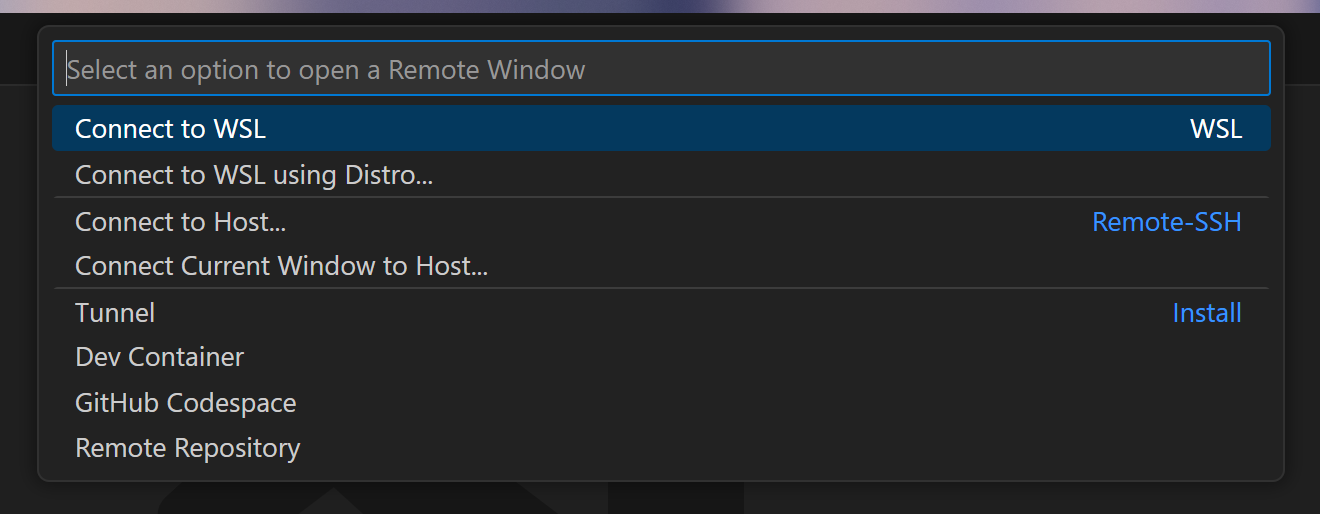 Select an option to open a Remote Window
Connect to WSL WSL
Connect to WSL using Distro...
Connect to Host... Remote-SSH
Connect Current Window to Host...
Tunnel Install
Dev Container
GitHub Codespace
Remote Repository